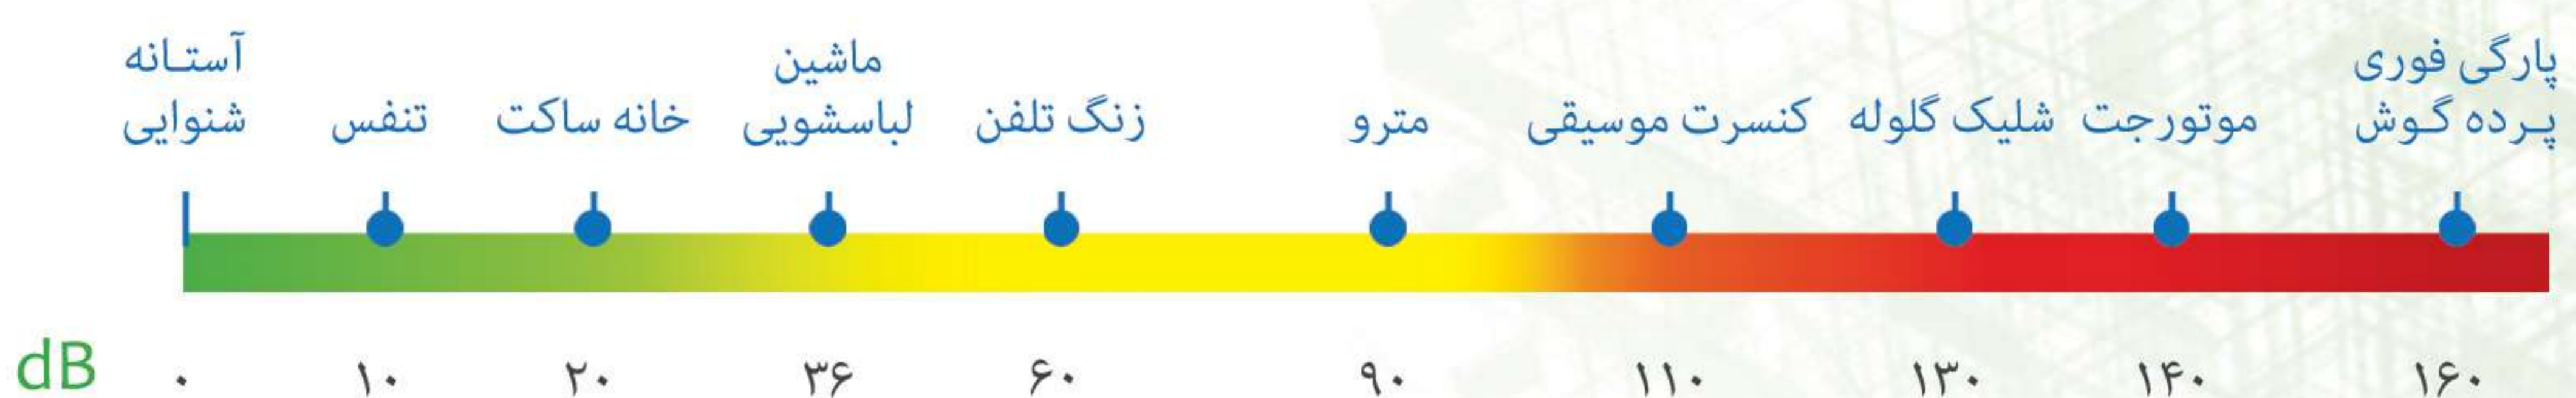 آستانه
شنوایی
تنفس
خانه ساکت
ماشین
لباسشویی
زنگ تلفن
مترو
کنسرت موسیقی
شلیک گلوله
موتورجت
پارگی فوری
پرده گوش
dB ۰ ۱۰ ۲۰ ۳۶ ۶۰ ۹۰ ۱۱۰ ۱۳۰ ۱۴۰ ۱۶۰